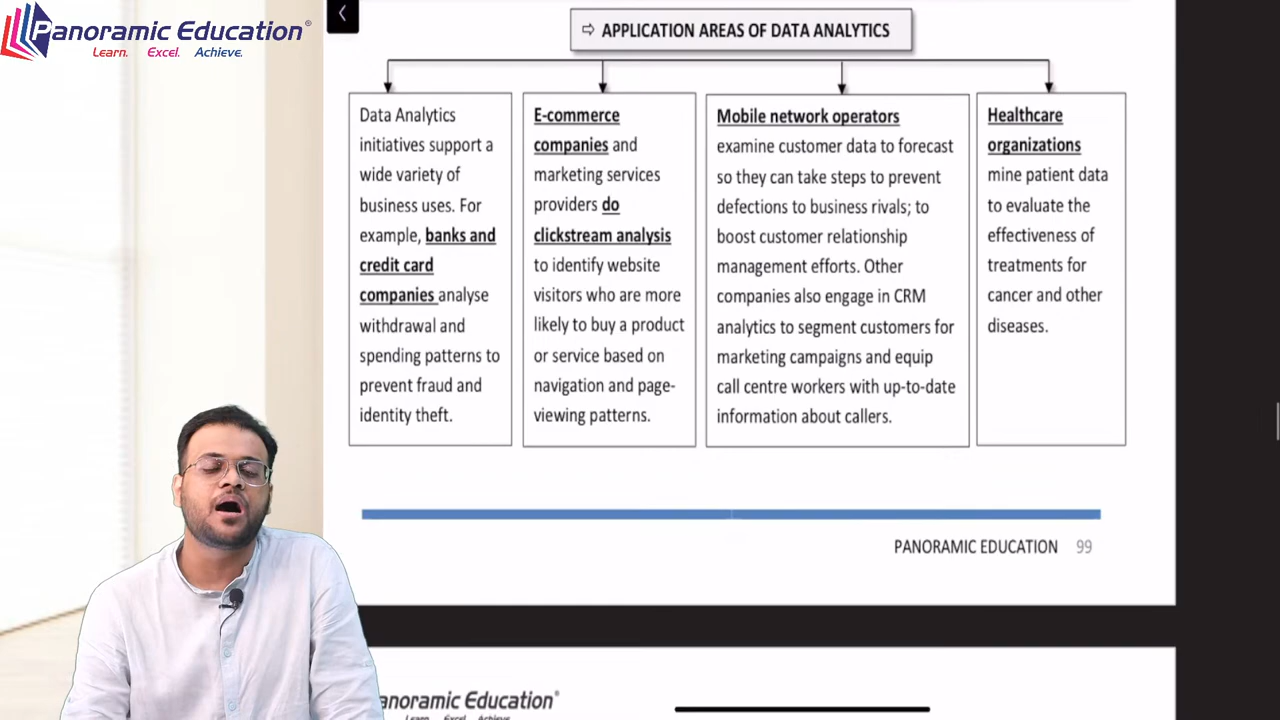 Panoramic Education®
Learn. Excel. Achieve.
⇨ APPLICATION AREAS OF DATA ANALYTICS
Data Analytics
initiatives support a
wide variety of
business uses. For
example, banks and
credit card
companies analyse
withdrawal and
spending patterns to
prevent fraud and
identity theft.
E-commerce
companies and
marketing services
providers do
clickstream analysis
to identify website
visitors who are more
likely to buy a product
or service based on
navigation and page-
viewing patterns.
Mobile network operators
examine customer data to forecast
so they can take steps to prevent
defections to business rivals; to
boost customer relationship
management efforts. Other
companies also engage in CRM
analytics to segment customers for
marketing campaigns and equip
call centre workers with up-to-date
information about callers.
Healthcare
organizations
mine patient data
to evaluate the
effectiveness of
treatments for
cancer and other
diseases.
PANORAMIC EDUCATION 99
anoramic Education®
Learn. Excel. Achieve.